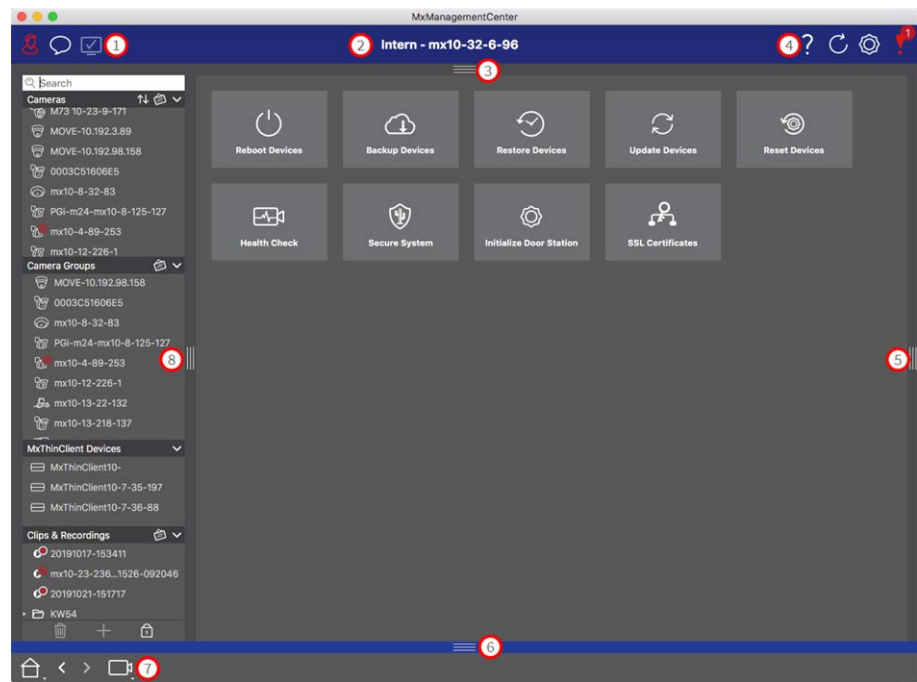 MxManagementCenter
1
2
Intern - mx10-32-6-96
4
?
1
3
Search
Cameras
M73 10-23-9-171
MOVE-10.192.3.89
MOVE-10.192.98.158
0003C51606E5
mx10-8-32-83
PGi-m24-mx10-8-125-127
mx10-4-89-253
mx10-12-226-1
Camera Groups
MOVE-10.192.98.158
0003C51606E5
mx10-8-32-83
PGi-m24-mx10-8-125-127
mx10-4-89-253
8
mx10-12-226-1
mx10-13-22-132
mx10-13-218-137
MxThinClient Devices
MxThinClient10-
MxThinClient10-7-35-197
MxThinClient10-7-36-88
Clips & Recordings
20191017-153411
mx10-23-236...1526-092046
20191021-151717
KW54
Reboot Devices
Backup Devices
Restore Devices
Update Devices
Reset Devices
Health Check
Secure System
Initialize Door Station
SSL Certificates
5
6
7